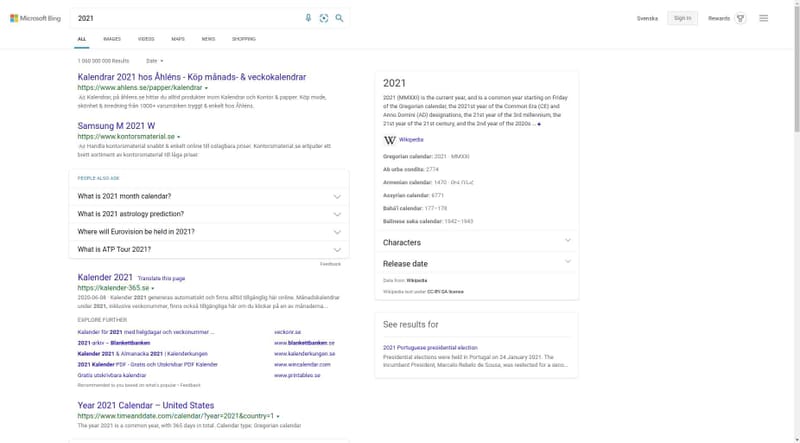 Microsoft Bing
2021
Svenska
Sign in
Rewards
ALL
IMAGES
VIDEOS
MAPS
NEWS
SHOPPING
1 060 000 000 Results
Date
Kalendrar 2021 hos Åhléns - Köp månads- & veckokalendrar
https://www.ahlens.se/papper/kalendrar
Ad Kalendrar, på åhlens.se hittar du alltid produkter inom Kalendrar och Kontor & papper. Köp mode,
skönhet & inredning från 1000+ varumärken tryggt & enkelt hos Åhléns.
Samsung M 2021 W
https://www.kontorsmaterial.se
Ad Handla kontorsmaterial snabbt & enkelt online till oslagbara priser. Kontorsmaterial.se erbjuder ett
brett sortiment av kontorsmaterial till låga priser.
PEOPLE ALSO ASK
What is 2021 month calendar?
What is 2021 astrology prediction?
Where will Eurovision be held in 2021?
What is ATP Tour 2021?
Feedback
Kalender 2021
Translate this page
https://kalender-365.se
2020-06-08 · Kalender 2021 genereras automatiskt och finns alltid tillgänglig här online. Månadskalendrar
under 2021, inklusive veckonummer, finns också tillgängliga här om du klickar på en av månaderna...
EXPLORE FURTHER
Kalender för 2021 med helgdagar och veckonummer ...
veckonr.se
2021 arkiv – Blankettbanken
www.blankettbanken.se
Kalender 2021 & Almanacka 2021 | Kalenderkungen
www.kalenderkungen.se
2021 Kalender PDF - Gratis och Utskrivbar PDF Kalender
www.wincalendar.com
Gratis utskrivbara kalendrar
www.printables.se
Recommended to you based on what's popular • Feedback
Year 2021 Calendar – United States
https://www.timeanddate.com/calendar/?year=2021&country=1
The year 2021 is a common year, with 365 days in total. Calendar type: Gregorian calendar
2021
2021 (MMXXI) is the current year, and is a common year starting on Friday
of the Gregorian calendar, the 2021st year of the Common Era (CE) and
Anno Domini (AD) designations, the 21st year of the 3rd millennium, the
21st year of the 21st century, and the 2nd year of the 2020s ...
Wikipedia
Gregorian calendar: 2021 · MMXXI
Ab urbe condita: 2774
Armenian calendar: 1470 ·
Assyrian calendar: 6771
Bahá'í calendar: 177–178
Balinese saka calendar: 1942–1943
Characters
Release date
Data from: Wikipedia
Wikipedia text under CC-BY-SA license
See results for
2021 Portuguese presidential election
Presidential elections were held in Portugal on 24 January 2021. The
incumbent President, Marcelo Rebelo de Sousa, was reelected for a seco...